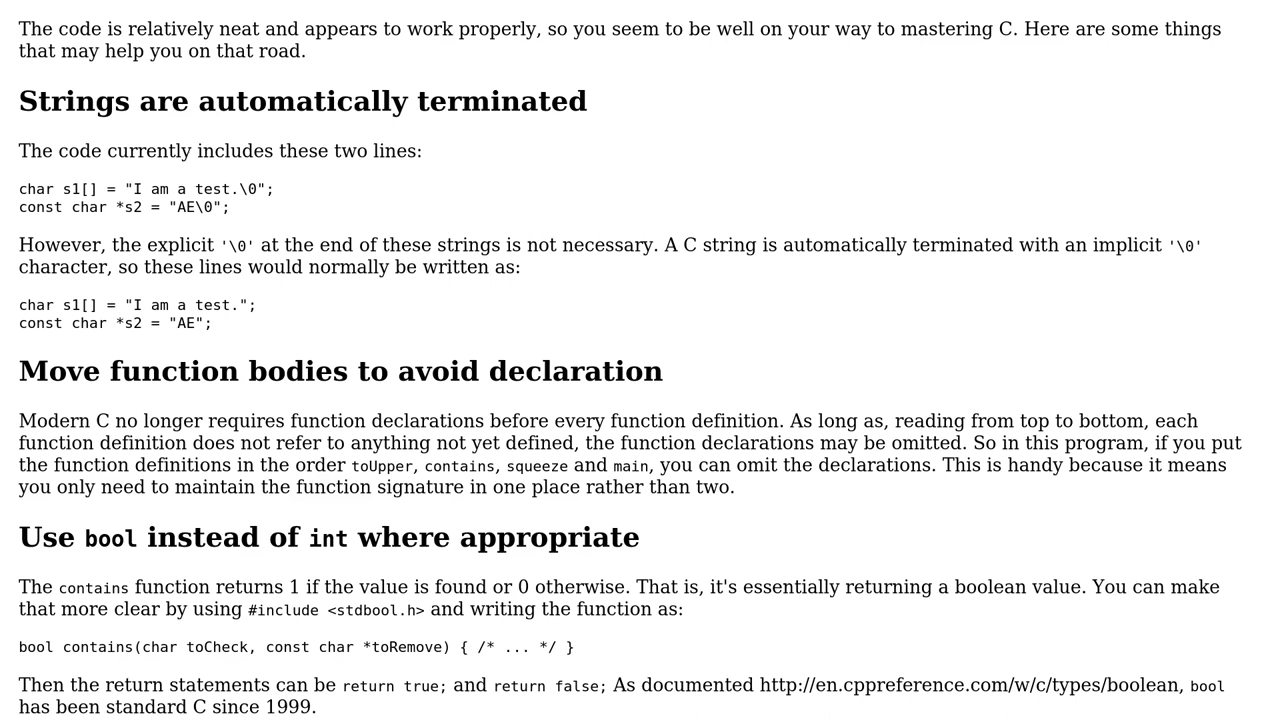 The code is relatively neat and appears to work properly, so you seem to be well on your way to mastering C. Here are some things
that may help you on that road.
Strings are automatically terminated
The code currently includes these two lines:
char s1[] = "I am a test.\0";
const char *s2 = "AE\0";
However, the explicit '\0' at the end of these strings is not necessary. A C string is automatically terminated with an implicit '\0'
character, so these lines would normally be written as:
char s1[] = "I am a test.";
const char *s2 = "AE";
Move function bodies to avoid declaration
Modern C no longer requires function declarations before every function definition. As long as, reading from top to bottom, each
function definition does not refer to anything not yet defined, the function declarations may be omitted. So in this program, if you put
the function definitions in the order toUpper, contains, squeeze and main, you can omit the declarations. This is handy because it means
you only need to maintain the function signature in one place rather than two.
Use bool instead of int where appropriate
The contains function returns 1 if the value is found or 0 otherwise. That is, it's essentially returning a boolean value. You can make
that more clear by using #include <stdbool.h> and writing the function as:
bool contains(char toCheck, const char *toRemove) { /* ... */ }
Then the return statements can be return true; and return false; As documented http://en.cppreference.com/w/c/types/boolean, bool
has been standard C since 1999.